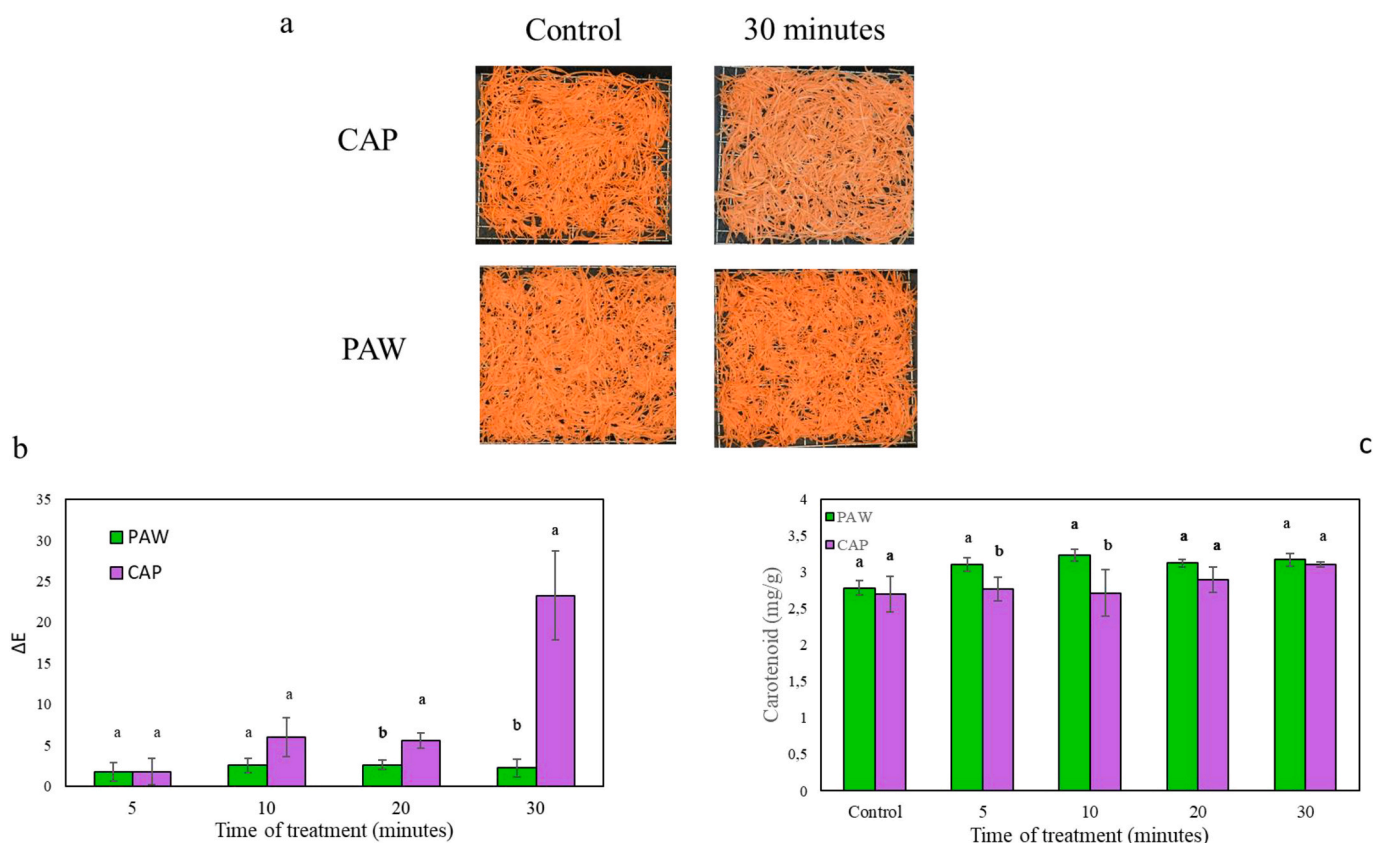 a
Control 30 minutes
CAP
PAW
b
35
30
25
20
15
10
5
0
ΔE
PAW
CAP
a a
a a
b a
b a
5 10 20 30
Time of treatment (minutes)
c
4
3,5
3
2,5
2
1,5
1
0,5
0
Carotenoid (mg/g)
PAW
CAP
a a
a b
a b
a a
a a
Control 5 10 20 30
Time of treatment (minutes)